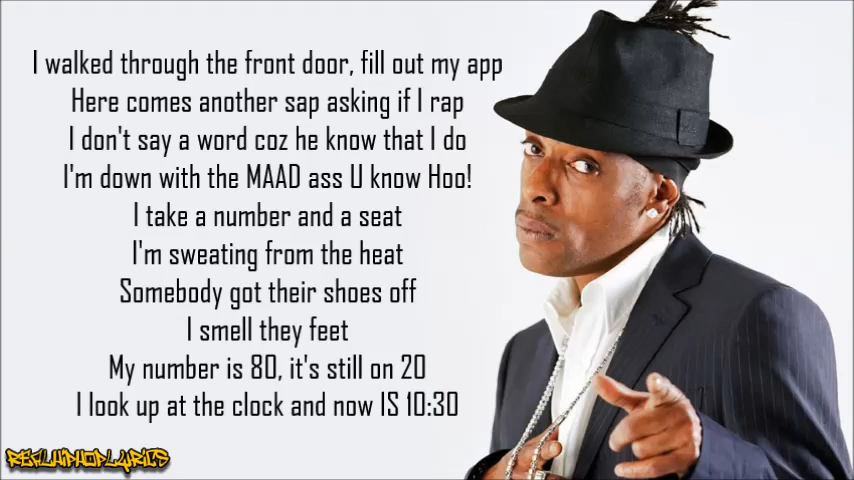 I walked through the front door, fill out my app
Here comes another sap asking if I rap
I don't say a word coz he know that I do
I'm down with the MAAD ass U know Hoo!
I take a number and a seat
I'm sweating from the heat
Somebody got their shoes off
I smell they feet
My number is 80, it's still on 20
I look up at the clock and now IS 10:30
REALHIPHOPLYRICS